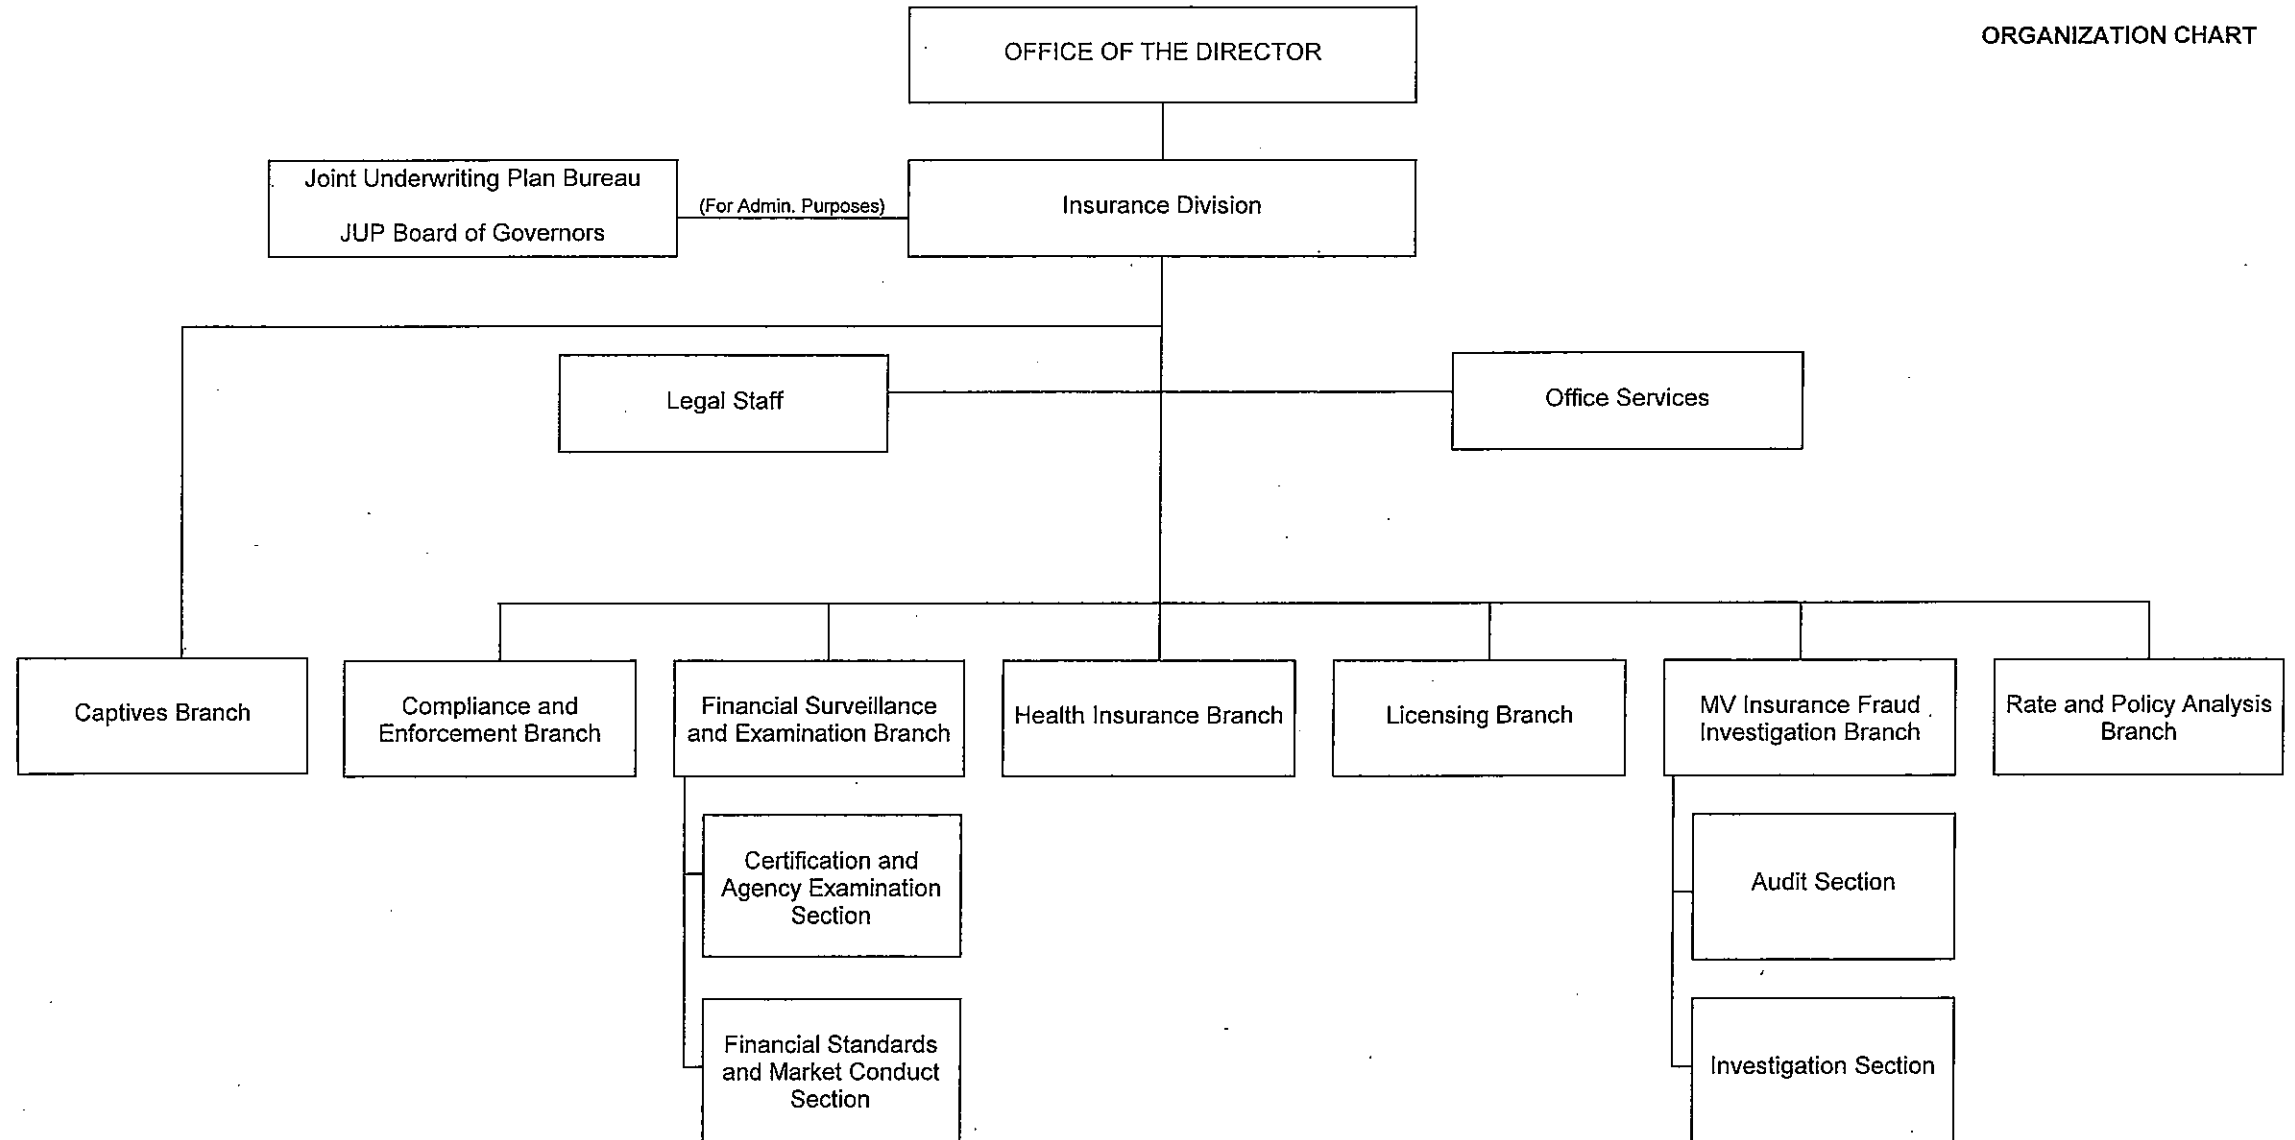 ORGANIZATION CHART
OFFICE OF THE DIRECTOR
Joint Underwriting Plan Bureau
JUP Board of Governors
(For Admin. Purposes)
Insurance Division
Legal Staff
Office Services
Captives Branch
Compliance and
Enforcement Branch
Financial Surveillance
and Examination Branch
Health Insurance Branch
Licensing Branch
MV Insurance Fraud
Investigation Branch
Rate and Policy Analysis
Branch
Certification and
Agency Examination
Section
Audit Section
Financial Standards
and Market Conduct
Section
Investigation Section